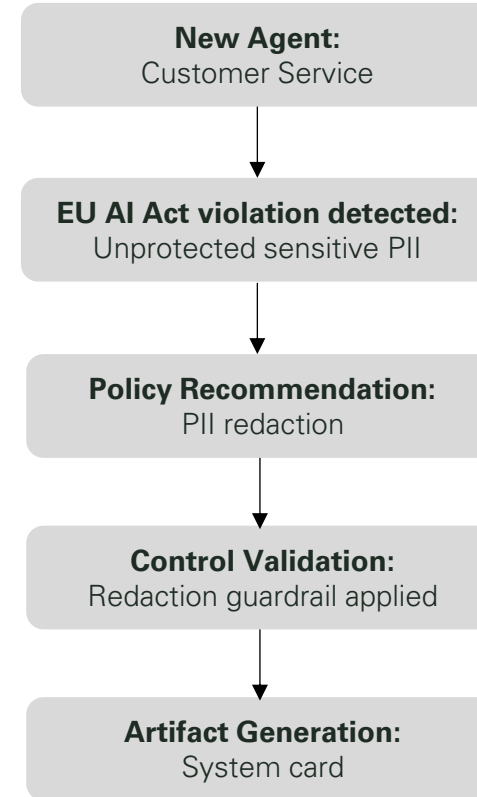 New Agent:
Customer Service
EU AI Act violation detected:
Unprotected sensitive PII
Policy Recommendation:
PII redaction
Control Validation:
Redaction guardrail applied
Artifact Generation:
System card